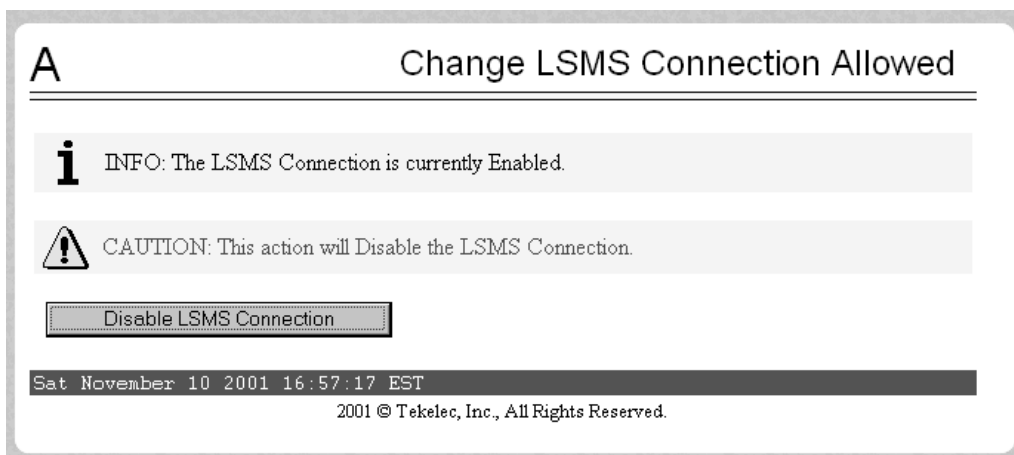 A
Change LSMS Connection Allowed
INFO: The LSMS Connection is currently Enabled.
CAUTION: This action will Disable the LSMS Connection.
Disable LSMS Connection
Sat November 10 2001 16:57:17 EST
2001 © Tekelec, Inc., All Rights Reserved.